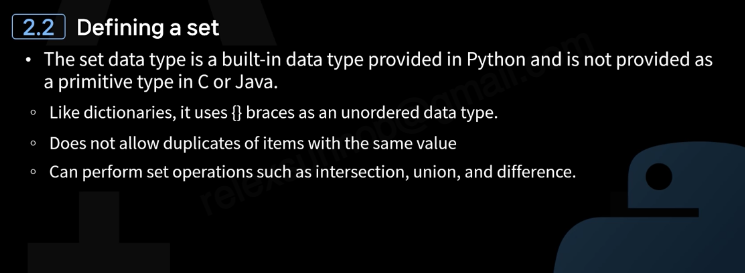 2.2 Defining a set
• The set data type is a built-in data type provided in Python and is not provided as
a primitive type in C or Java.
◦ Like dictionaries, it uses {} braces as an unordered data type.
◦ Does not allow duplicates of items with the same value
◦ Can perform set operations such as intersection, union, and difference.